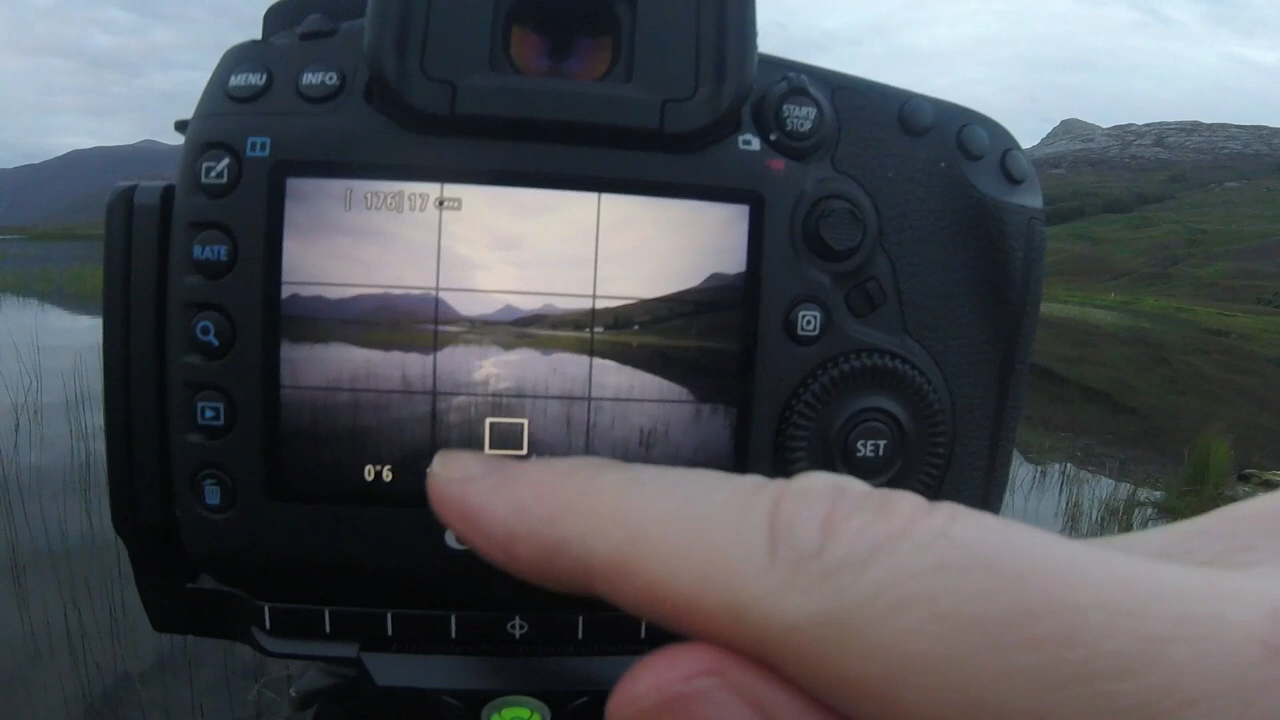 MENU
INFO.
START/
STOP
[ 176] 17
RATE
Q
SET
0"6